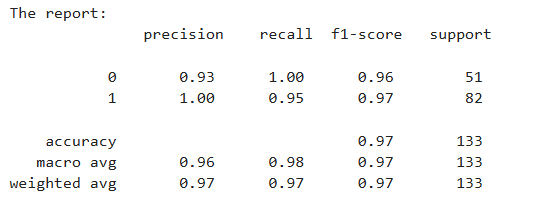 The report:
precision recall f1-score support
0 0.93 1.00 0.96 51
1 1.00 0.95 0.97 82
accuracy 0.97 133
macro avg 0.96 0.98 0.97 133
weighted avg 0.97 0.97 0.97 133